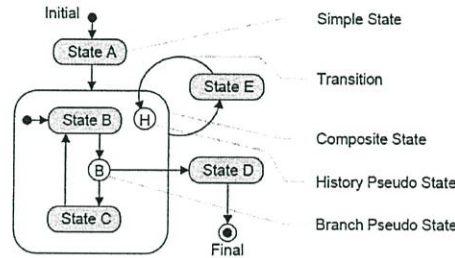 Initial
Simple State
State A
Transition
State E
State B
H
Composite State
B
State D
History Pseudo State
State C
Branch Pseudo State
Final